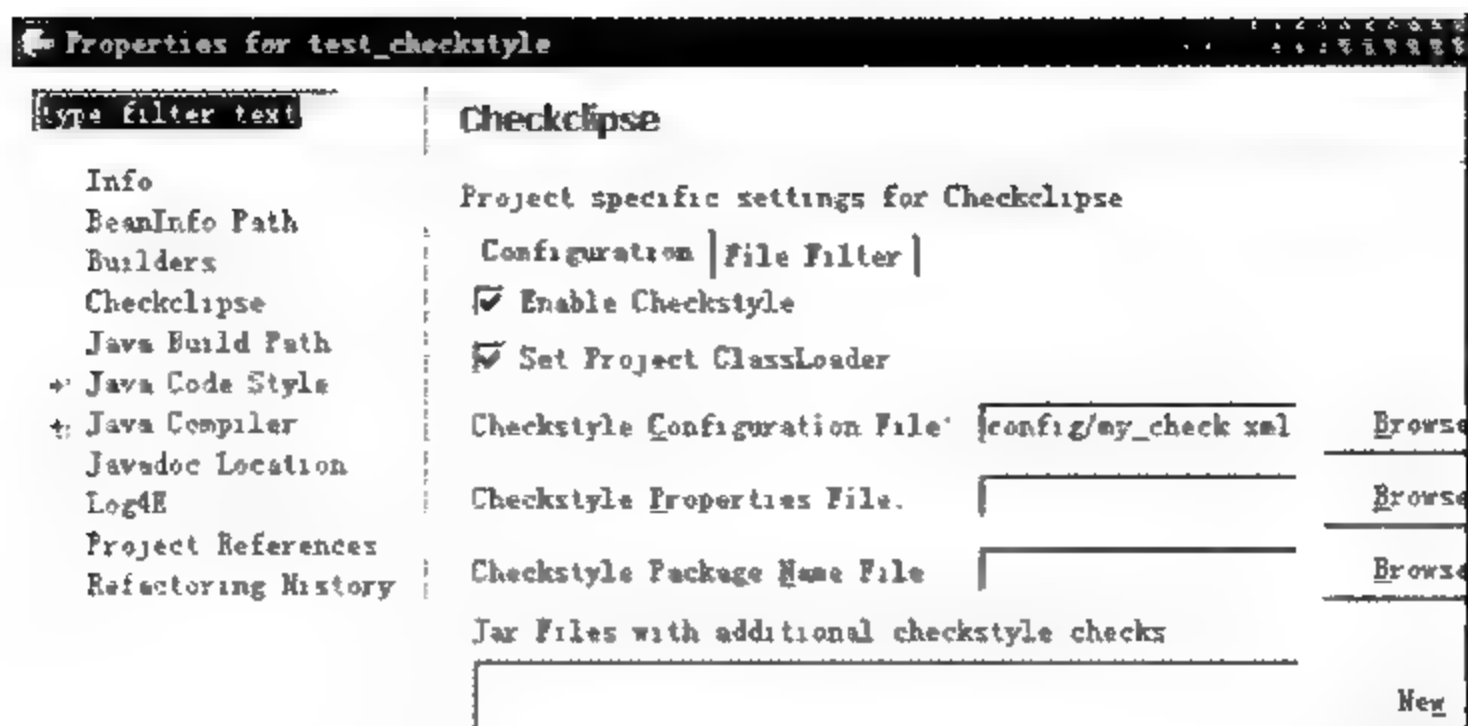 Properties for test_checkstyle
type filter text
Info
BeanInfo Path
Builders
Checkclipse
Java Build Path
Java Code Style
Java Compiler
Javadoc Location
Log4E
Project References
Refactoring History
Checkclipse
Project specific settings for Checkclipse
Configuration File Filter
Enable Checkstyle
Set Project ClassLoader
Checkstyle Configuration File: config/my_check xml Browse
Checkstyle Properties File. Browse
Checkstyle Package Name File Browse
Jar Files with additional checkstyle checks
New